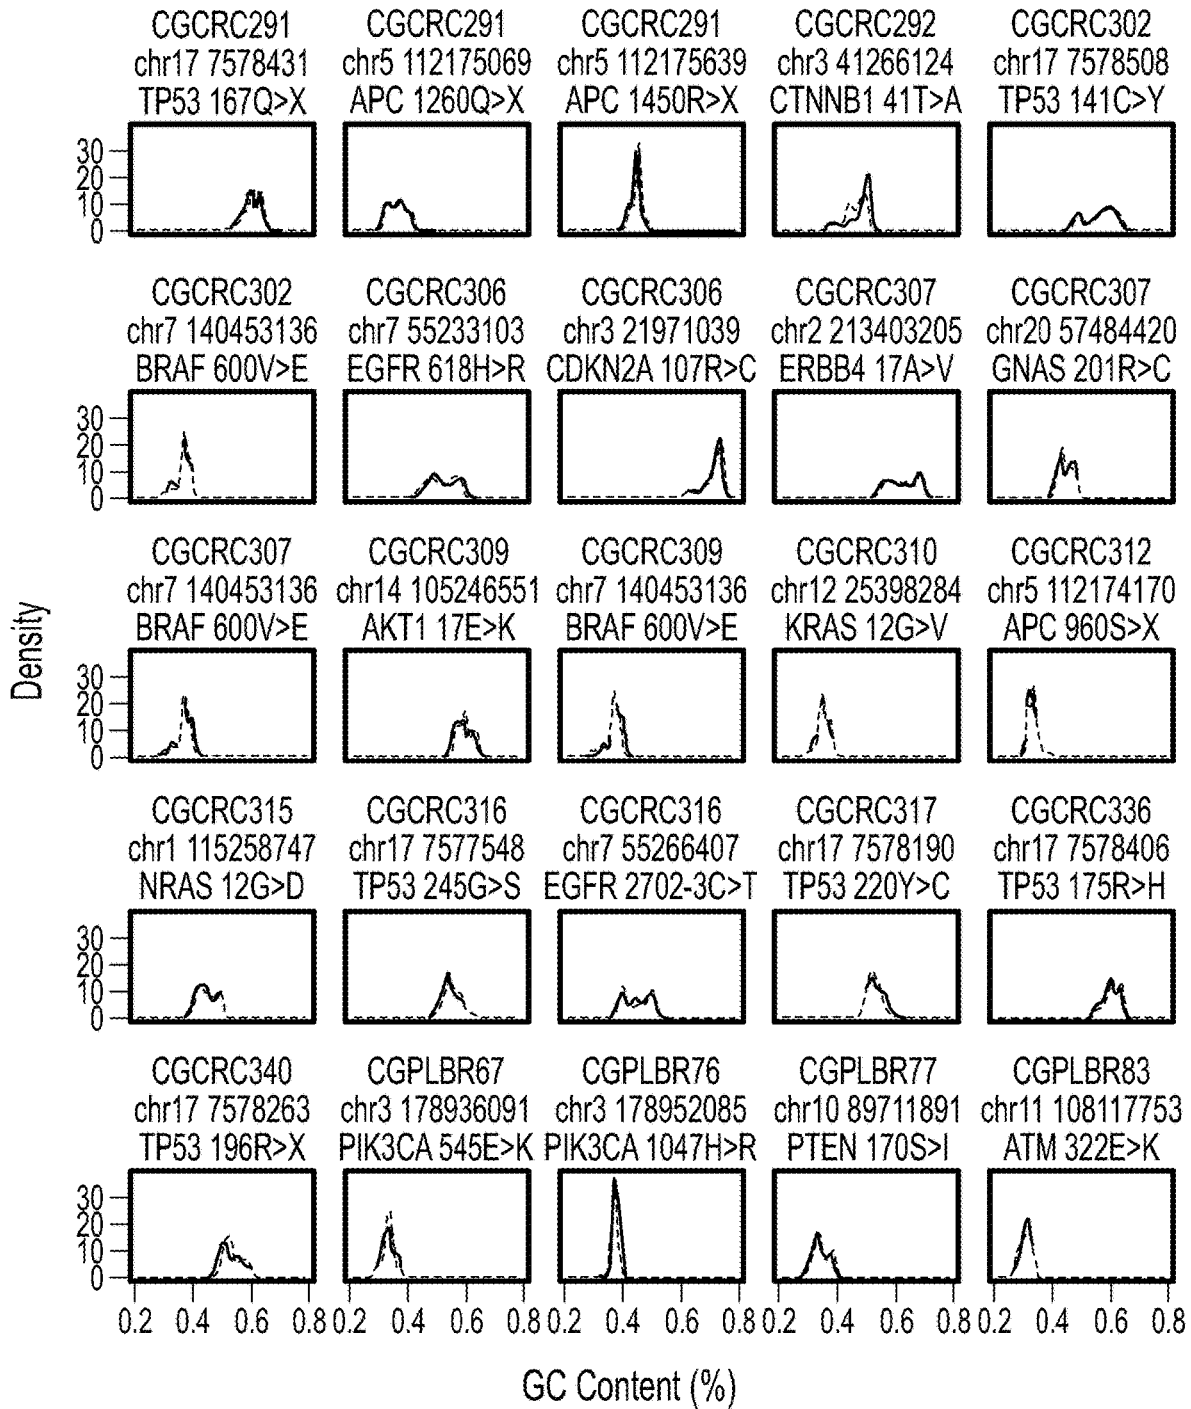 CGCRC291 CGCRC291 CGCRC291 CGCRC292 CGCRC302
chr17 7578431 chr5 112175069 chr5 112175639 chr3 41266124 chr17 7578508
TP53 167Q>X APC 1260Q>X APC 1450R>X CTNNB1 41T>A TP53 141C>Y
30
20
10
0
CGCRC302 CGCRC306 CGCRC306 CGCRC307 CGCRC307
chr7 140453136 chr7 55233103 chr3 21971039 chr2 213403205 chr20 57484420
BRAF 600V>E EGFR 618H>R CDKN2A 107R>C ERBB4 17A>V GNAS 201R>C
30
20
10
0
CGCRC307 CGCRC309 CGCRC309 CGCRC310 CGCRC312
chr7 140453136 chr14 105246551 chr7 140453136 chr12 25398284 chr5 112174170
BRAF 600V>E AKT1 17E>K BRAF 600V>E KRAS 12G>V APC 960S>X
Density
30
20
10
0
CGCRC315 CGCRC316 CGCRC316 CGCRC317 CGCRC336
chr1 115258747 chr17 7577548 chr7 55266407 chr17 7578190 chr17 7578406
NRAS 12G>D TP53 245G>S EGFR 2702-3C>T TP53 220Y>C TP53 175R>H
30
20
10
0
CGCRC340 CGPLBR67 CGPLBR76 CGPLBR77 CGPLBR83
chr17 7578263 chr3 178936091 chr3 178952085 chr10 89711891 chr11 108117753
TP53 196R>X PIK3CA 545E>K PIK3CA 1047H>R PTEN 170S>I ATM 322E>K
30
20
10
0
0.2 0.4 0.6 0.8 0.2 0.4 0.6 0.8 0.2 0.4 0.6 0.8 0.2 0.4 0.6 0.8 0.2 0.4 0.6 0.8
GC Content (%)